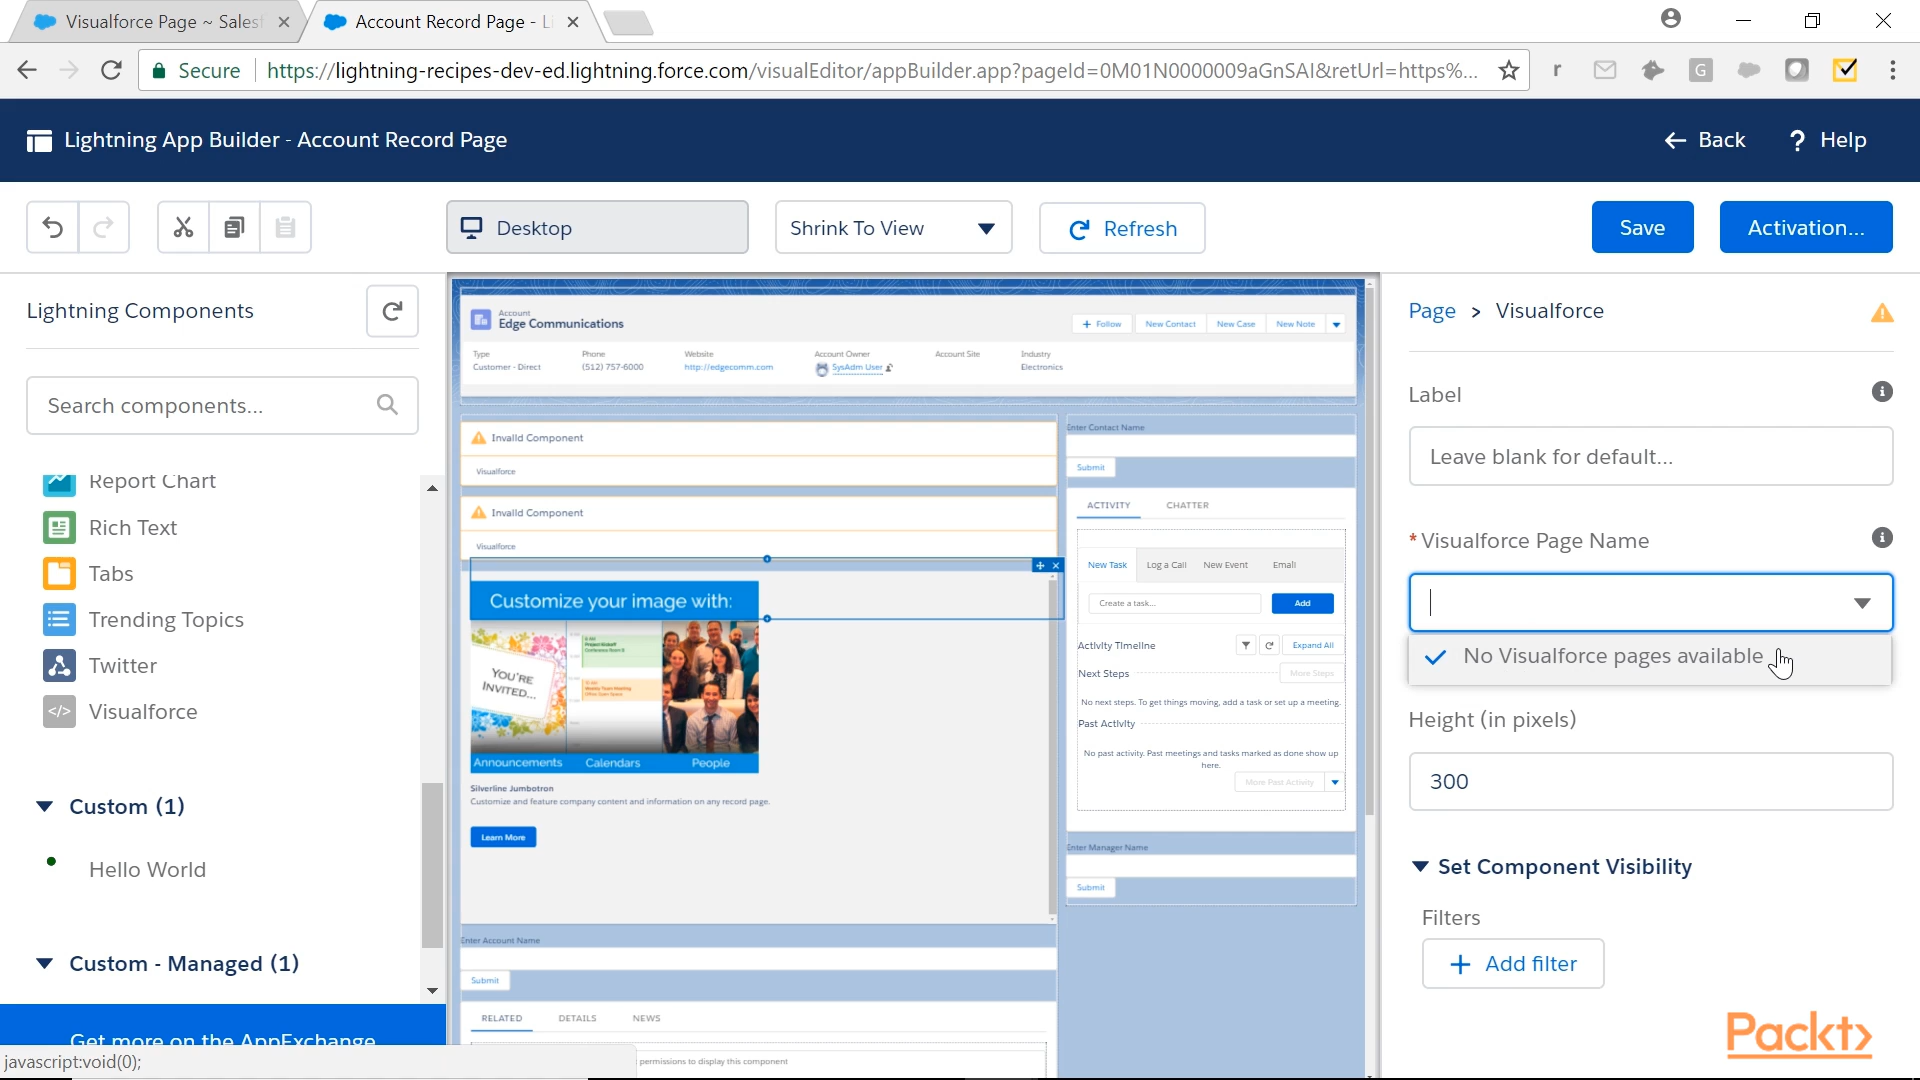 Visualforce Page ~ Salesf
Account Record Page - Li
Secure
https://lightning-recipes-dev-ed.lightning.force.com/visualEditor/appBuilder.app?pageId=0M01N0000009aGnSAI&retUrl=https%...
r
G
Lightning App Builder - Account Record Page
Back
? Help
Desktop
Shrink To View
Refresh
Save
Activation...
Lightning Components
Search components...
Report Chart
Rich Text
Tabs
Trending Topics
Twitter
</> Visualforce
Custom (1)
Hello World
Custom - Managed (1)
Get more on the AppExchange
javascript:void(0);
Account
Edge Communications
+ Follow
New Contact
New Case
New Note
Type
Phone
Website
Account Owner
Account Site
Industry
Customer - Direct
(512) 757-6000
http://edgecomm.com
SysAdm User
Electronics
Invalid Component
Visualforce
Invalid Component
Visualforce
Customize your image with:
YOU'RE
INVITED...
Announcements
Calendars
People
Silverline Jumbotron
Customize and feature company content and information on any record page.
Learn More
Enter Account Name
Submit
RELATED
DETAILS
NEWS
permissions to display this component
Enter Contact Name
Submit
ACTIVITY
CHATTER
New Task
Log a Call
New Event
Email
Create a task...
Add
Activity Timeline
Expand All
Next Steps
More Steps
No next steps. To get things moving, add a task or set up a meeting.
Past Activity
No past activity. Past meetings and tasks marked as done show up
here.
More Past Activity
Enter Manager Name
Submit
Page > Visualforce
Label
Leave blank for default...
* Visualforce Page Name
No Visualforce pages available
Height (in pixels)
300
Set Component Visibility
Filters
+ Add filter
Packt>